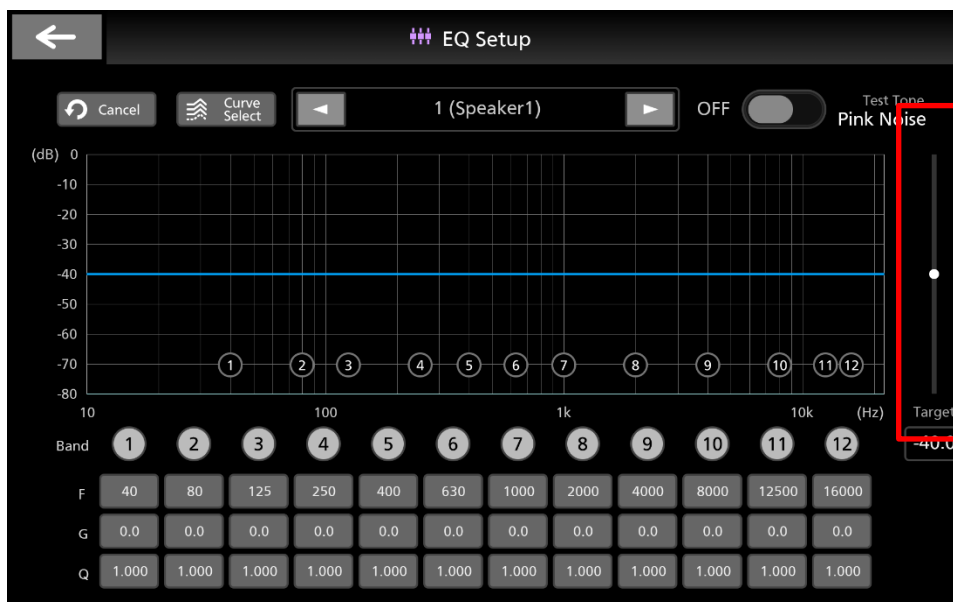 EQ Setup
Cancel
Curve
Select
1 (Speaker1)
OFF
Test Tone
Pink Noise
(dB) 0
-10
-20
-30
-40
-50
-60
-70
-80
1 2 3 4 5 6 7 8 9 10 11 12
10 100 1k 10k (Hz)
Target
-40.0
Band 1 2 3 4 5 6 7 8 9 10 11 12
F 40 80 125 250 400 630 1000 2000 4000 8000 12500 16000
G 0.0 0.0 0.0 0.0 0.0 0.0 0.0 0.0 0.0 0.0 0.0 0.0
Q 1.000 1.000 1.000 1.000 1.000 1.000 1.000 1.000 1.000 1.000 1.000 1.000